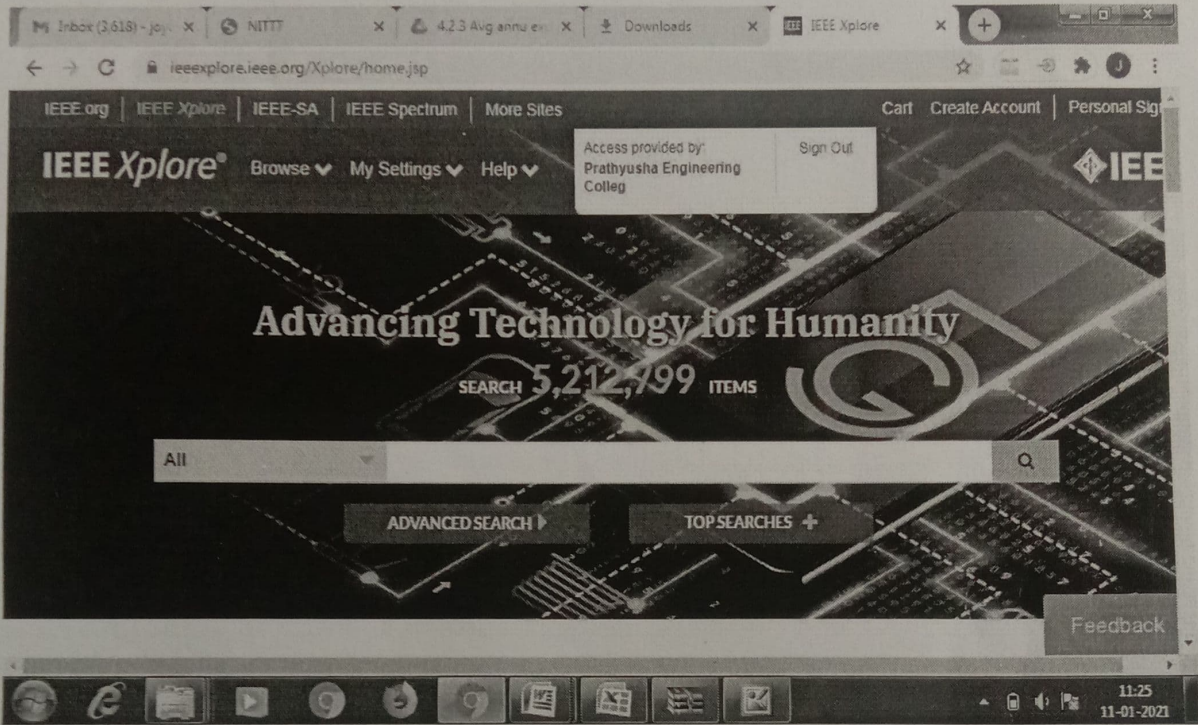 Inbox (3,618) - joy
NITTT
4.2.3 Avg annu ex
Downloads
IEEE Xplore
ieeexplore.ieee.org/Xplore/home.jsp
J
IEEE.org | IEEE Xplore | IEEE-SA | IEEE Spectrum | More Sites
Cart Create Account | Personal Sig
IEEE Xplore®
Browse My Settings Help
Access provided by:
Prathyusha Engineering
Colleg
Sign Out
IEE
Advancing Technology for Humanity
SEARCH 5,212,799 ITEMS
All
ADVANCED SEARCH
TOP SEARCHES
Feedback
11:25
11-01-2021